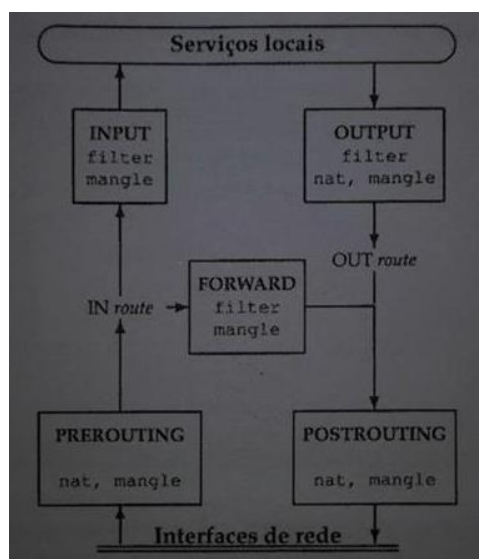 Serviços locais
INPUT
filter
mangle
OUTPUT
filter
nat, mangle
OUT route
FORWARD
filter
mangle
IN route
PREROUTING
nat, mangle
POSTROUTING
nat, mangle
Interfaces de rede